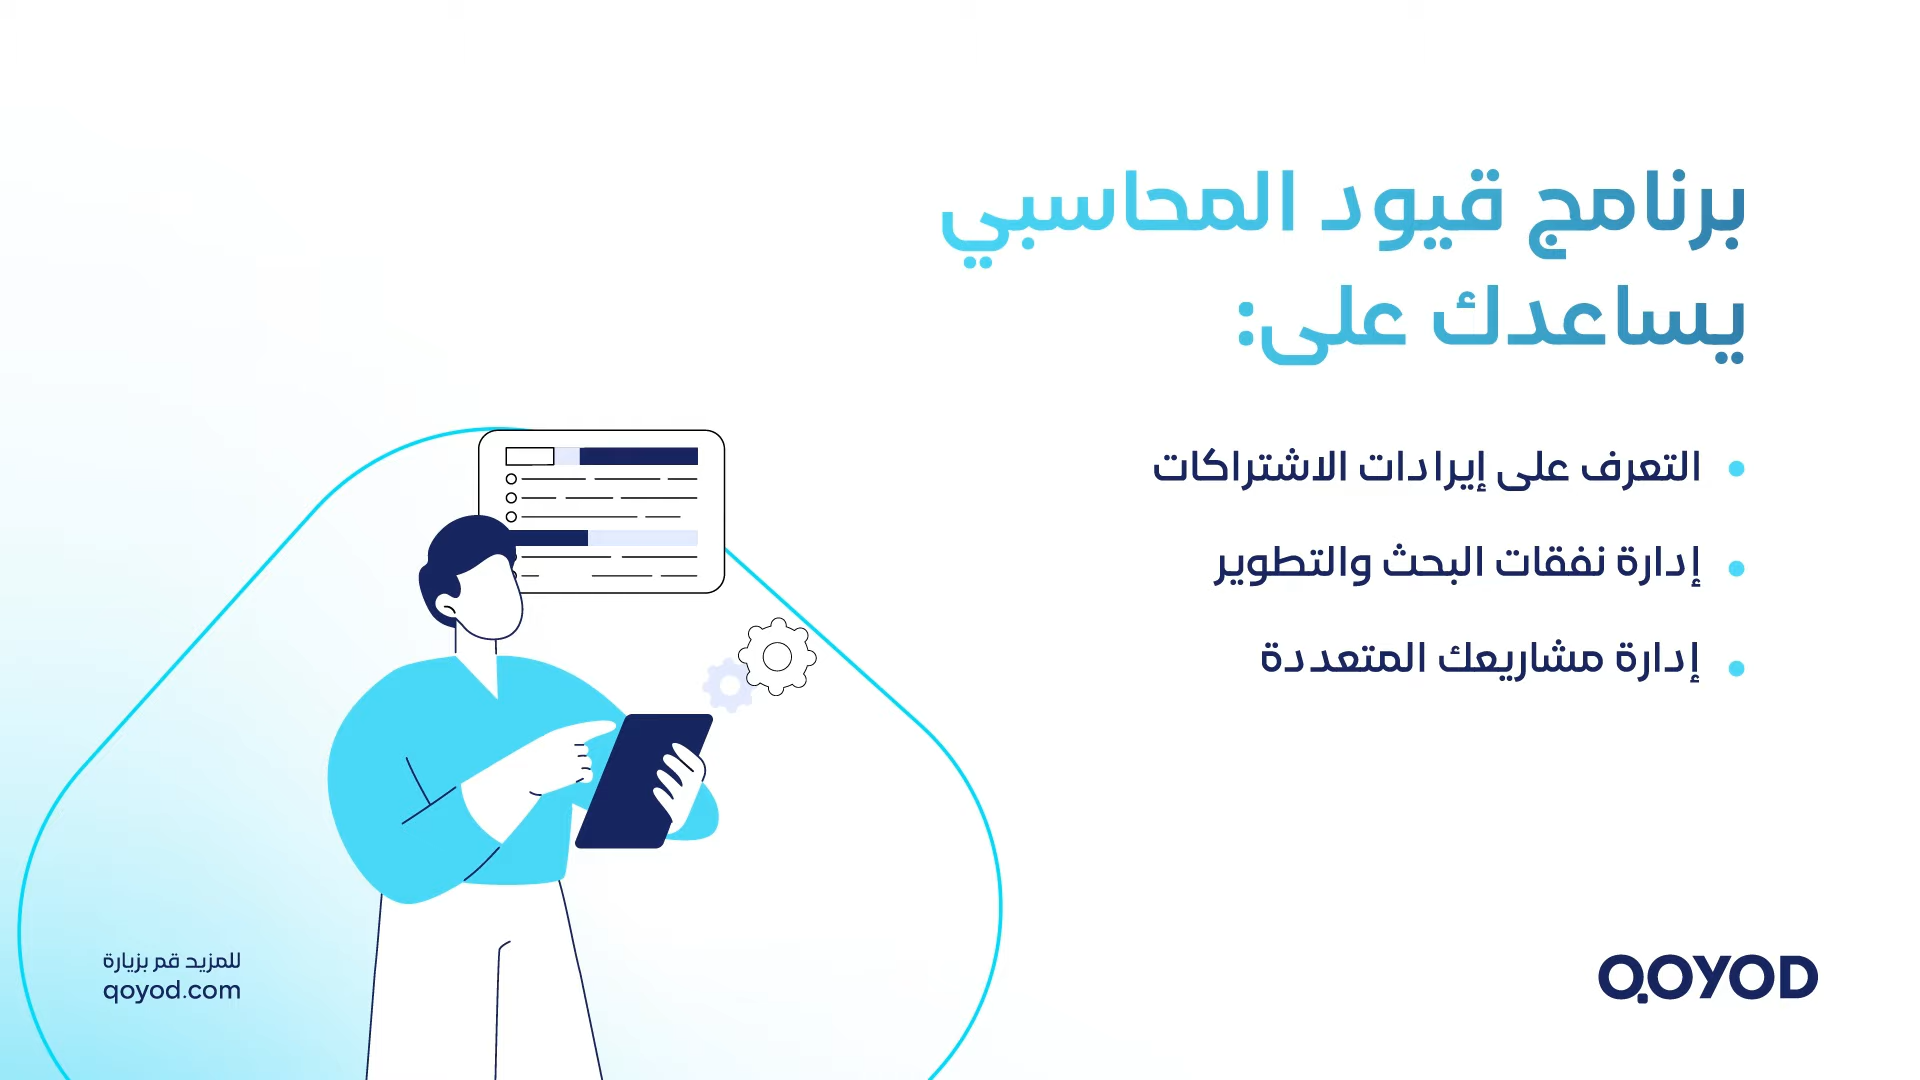 برنامج قيود المحاسبي
يساعدك على:
التعرف على إيرادات الاشتراكات
إدارة نفقات البحث والتطوير
إدارة مشاريعك المتعددة
للمزيد قم بزيارة
qoyod.com
QOYOD